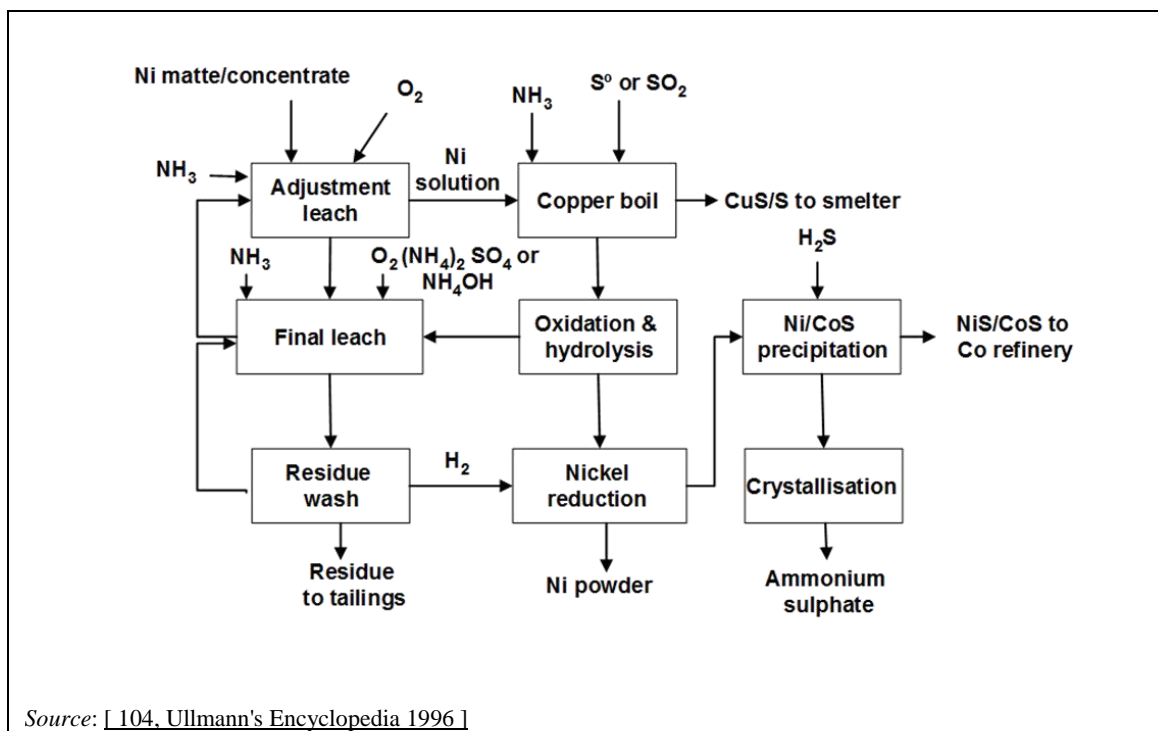 Ni matte/concentrate
O2
NH3
S° or SO2
NH3
Adjustment
leach
Ni
solution
Copper boil
CuS/S to smelter
NH3
O2 (NH4)2 SO4 or
NH4OH
H2S
Final leach
Oxidation &
hydrolysis
Ni/CoS
precipitation
NiS/CoS to
Co refinery
Residue
wash
H2
Nickel
reduction
Crystallisation
Residue
to tailings
Ni powder
Ammonium
sulphate
Source: [ 104, Ullmann's Encyclopedia 1996 ]